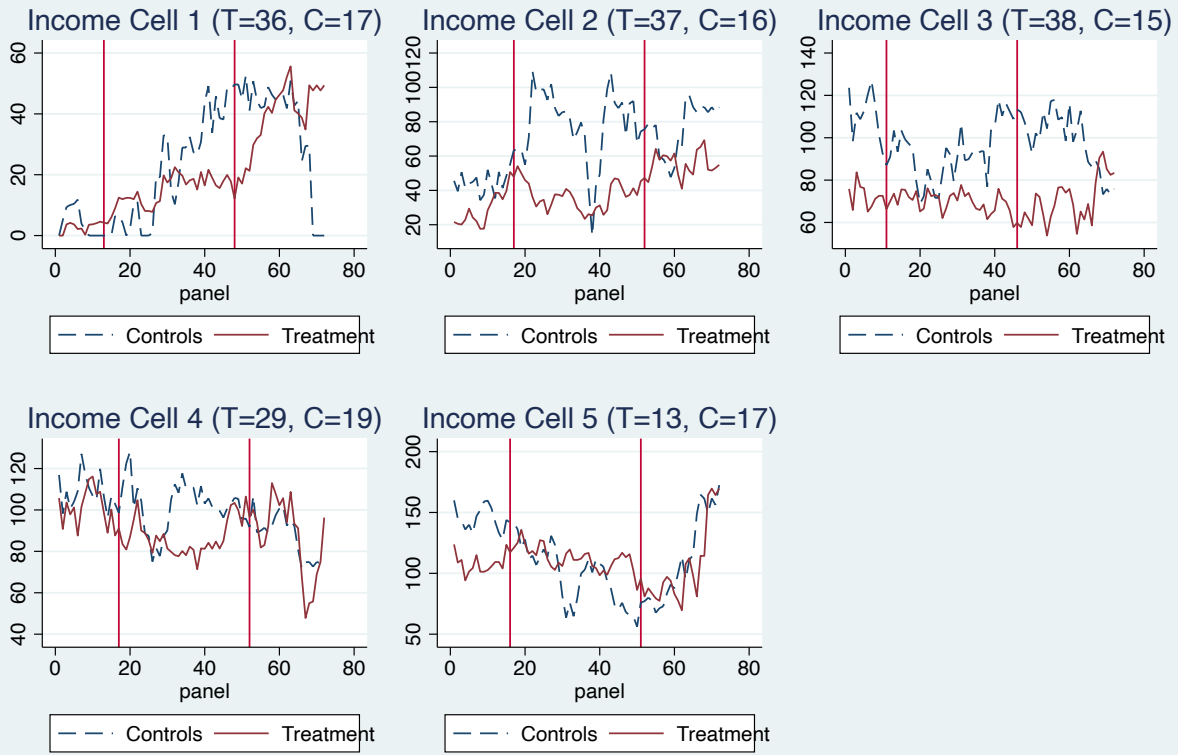 Income Cell 1 (T=36, C=17)
0 20 40 60
0 20 40 60 80
panel
Controls Treatment
Income Cell 2 (T=37, C=16)
20 40 60 80 100 120
0 20 40 60 80
panel
Controls Treatment
Income Cell 3 (T=38, C=15)
60 80 100 120 140
0 20 40 60 80
panel
Controls Treatment
Income Cell 4 (T=29, C=19)
40 60 80 100 120
0 20 40 60 80
panel
Controls Treatment
Income Cell 5 (T=13, C=17)
50 100 150 200
0 20 40 60 80
panel
Controls Treatment